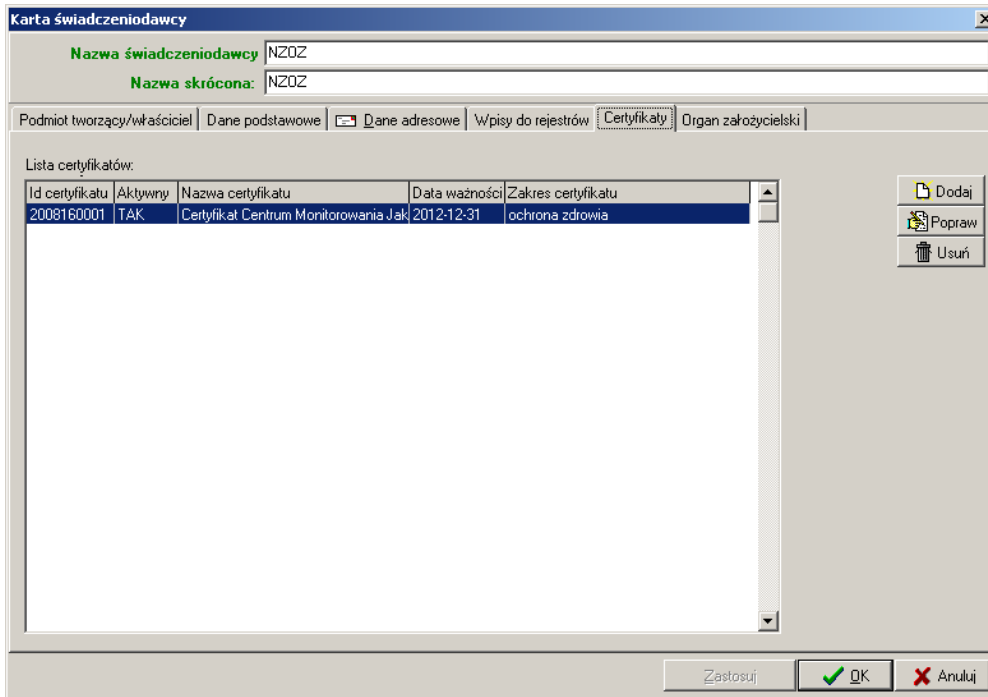 Karta świadczeniodawcy
Nazwa świadczeniodawcy NZOZ
Nazwa skrócona: NZOZ
Podmiot tworzący/właściciel Dane podstawowe Dane adresowe Wpisy do rejestrów Certyfikaty Organ założycielski
Lista certyfikatów:
Id certyfikatu Aktywny Nazwa certyfikatu Data ważności Zakres certyfikatu
2008160001 TAK Certyfikat Centrum Monitorowania Jak 2012-12-31 ochrona zdrowia
Dodaj
Popraw
Usuń
Zastosuj OK Anuluj